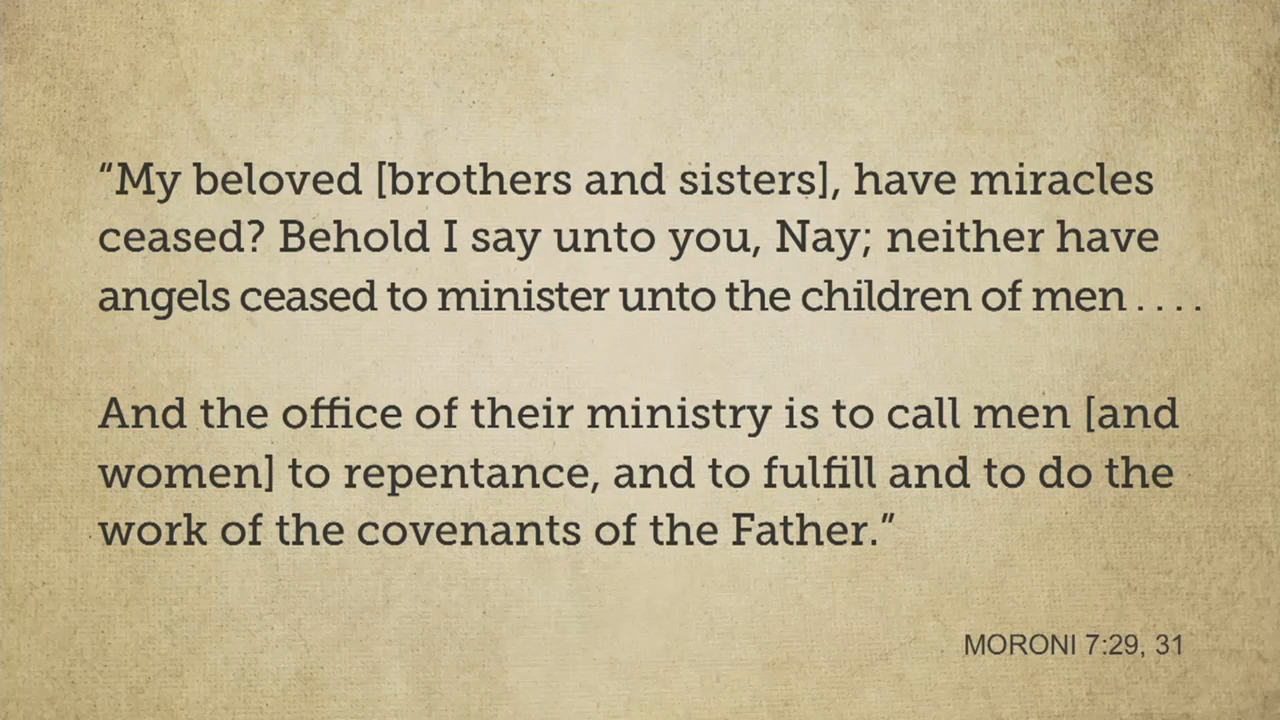 “My beloved [brothers and sisters], have miracles
ceased? Behold I say unto you, Nay; neither have
angels ceased to minister unto the children of men . . . .
And the office of their ministry is to call men [and
women] to repentance, and to fulfill and to do the
work of the covenants of the Father.”
MORONI 7:29, 31